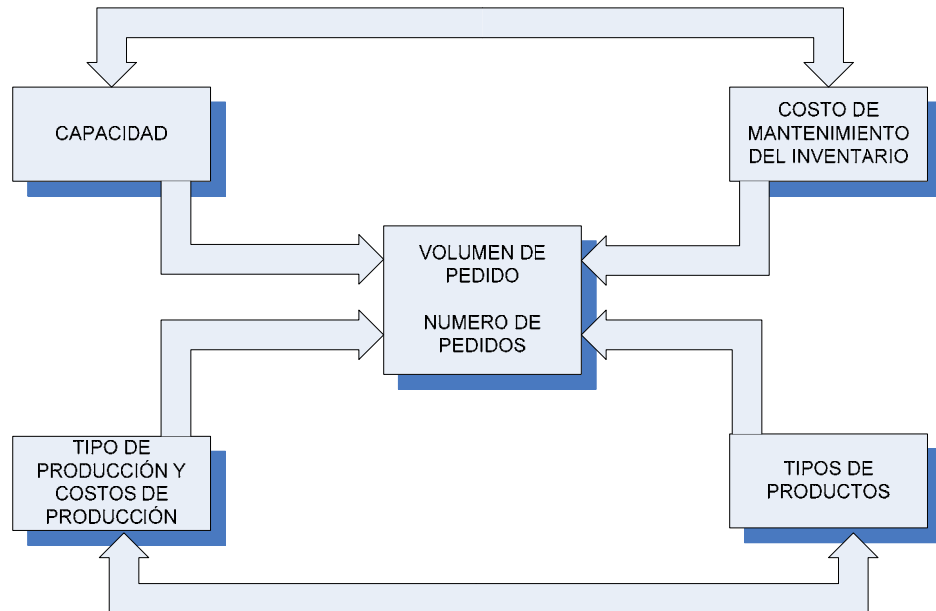 CAPACIDAD
COSTO DE
MANTENIMIENTO
DEL INVENTARIO
VOLUMEN DE
PEDIDO
NUMERO DE
PEDIDOS
TIPO DE
PRODUCCIÓN Y
COSTOS DE
PRODUCCIÓN
TIPOS DE
PRODUCTOS